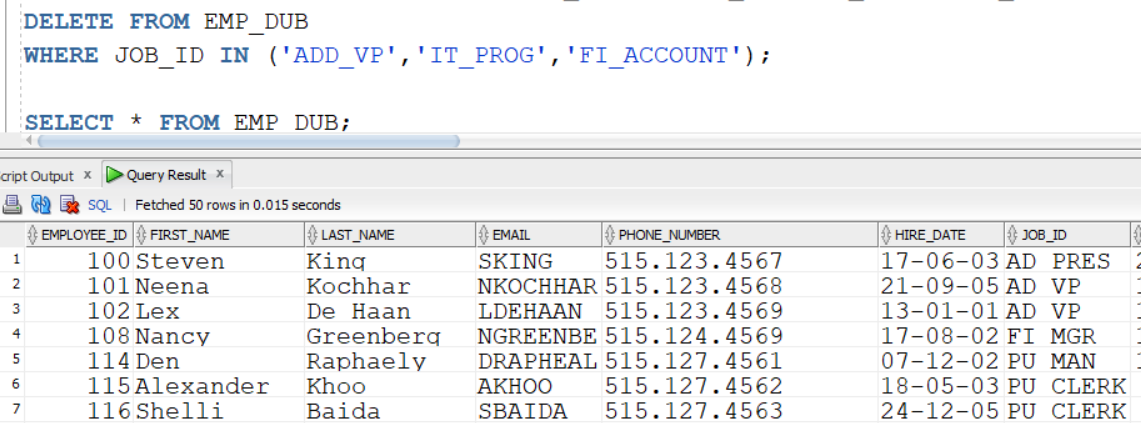 DELETE FROM EMP_DUB
WHERE JOB_ID IN ('ADD_VP','IT_PROG','FI_ACCOUNT');
SELECT * FROM EMP_DUB;
cript Output x Query Result x
SQL | Fetched 50 rows in 0.015 seconds
EMPLOYEE_ID FIRST_NAME LAST_NAME EMAIL PHONE_NUMBER HIRE_DATE JOB_ID
1 100 Steven King SKING 515.123.4567 17-06-03 AD_PRES
2 101 Neena Kochhar NKOCHHAR 515.123.4568 21-09-05 AD_VP
3 102 Lex De Haan LDEHAAN 515.123.4569 13-01-01 AD_VP
4 108 Nancy Greenberg NGREENBE 515.124.4569 17-08-02 FI_MGR
5 114 Den Raphaely DRAPHEAL 515.127.4561 07-12-02 PU_MAN
6 115 Alexander Khoo AKHOO 515.127.4562 18-05-03 PU_CLERK
7 116 Shelli Baida SBAIDA 515.127.4563 24-12-05 PU_CLERK